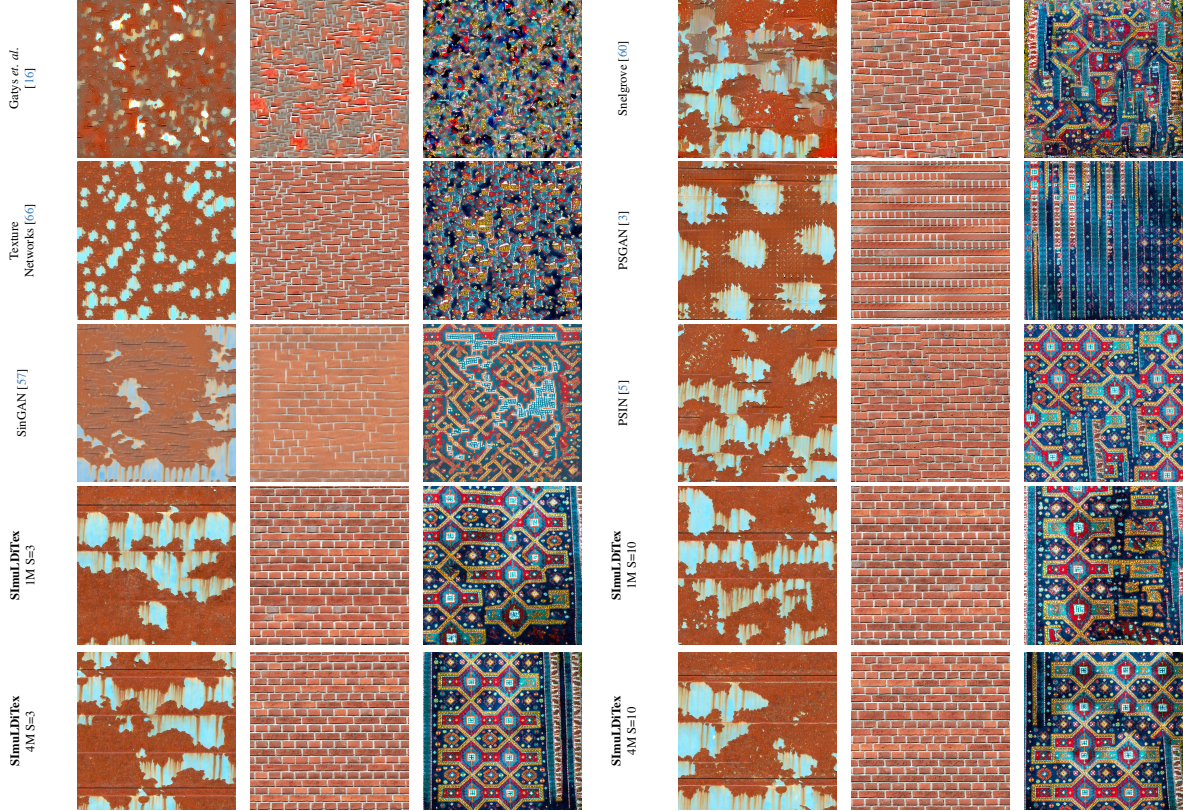 Gatys et. al.
[16]
Snelgrove [60]
Texture
Networks [66]
PSGAN [3]
SinGAN [57]
PSIN [5]
SImuLDiTex
1M S=3
SImuLDiTex
1M S=10
SImuLDiTex
4M S=3
SImuLDiTex
4M S=10